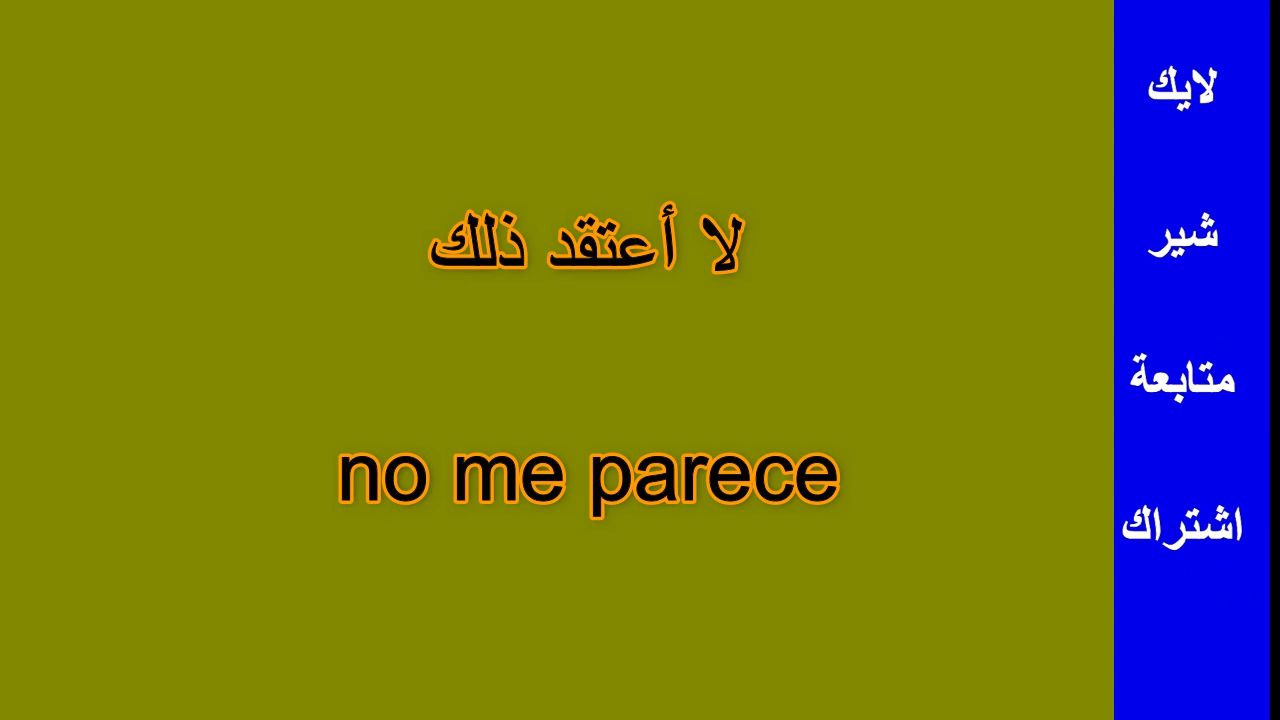 لا أعتقد ذلك
no me parece
لايك
شير
متابعة
اشتراك